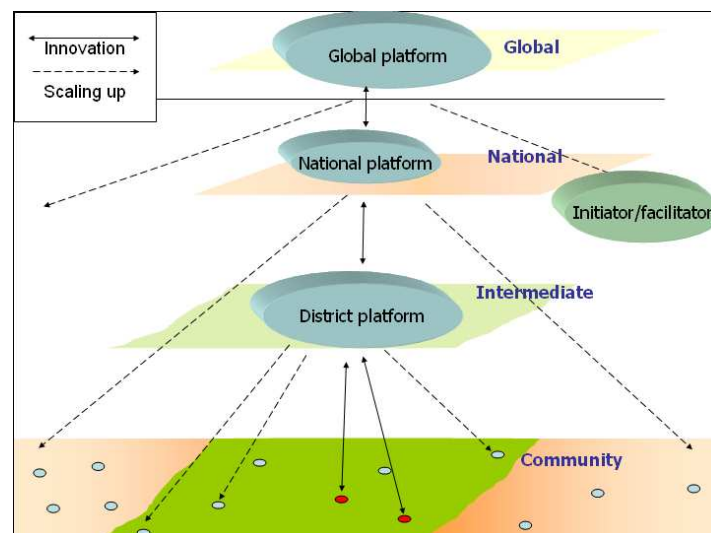 Innovation
Scaling up
Global platform
Global
National platform
National
Initiator/facilitator
Intermediate
District platform
Community